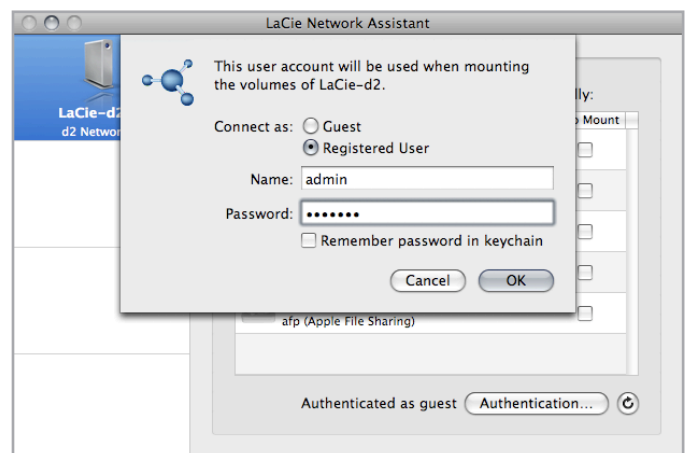 LaCie Network Assistant
This user account will be used when mounting
the volumes of LaCie-d2.
Connect as: Guest
Registered User
Name: admin
Password: •••••••
Remember password in keychain
Cancel OK
LaCie-d2
d2 Networ
lly:
Mount
afp (Apple File Sharing)
Authenticated as guest Authentication...